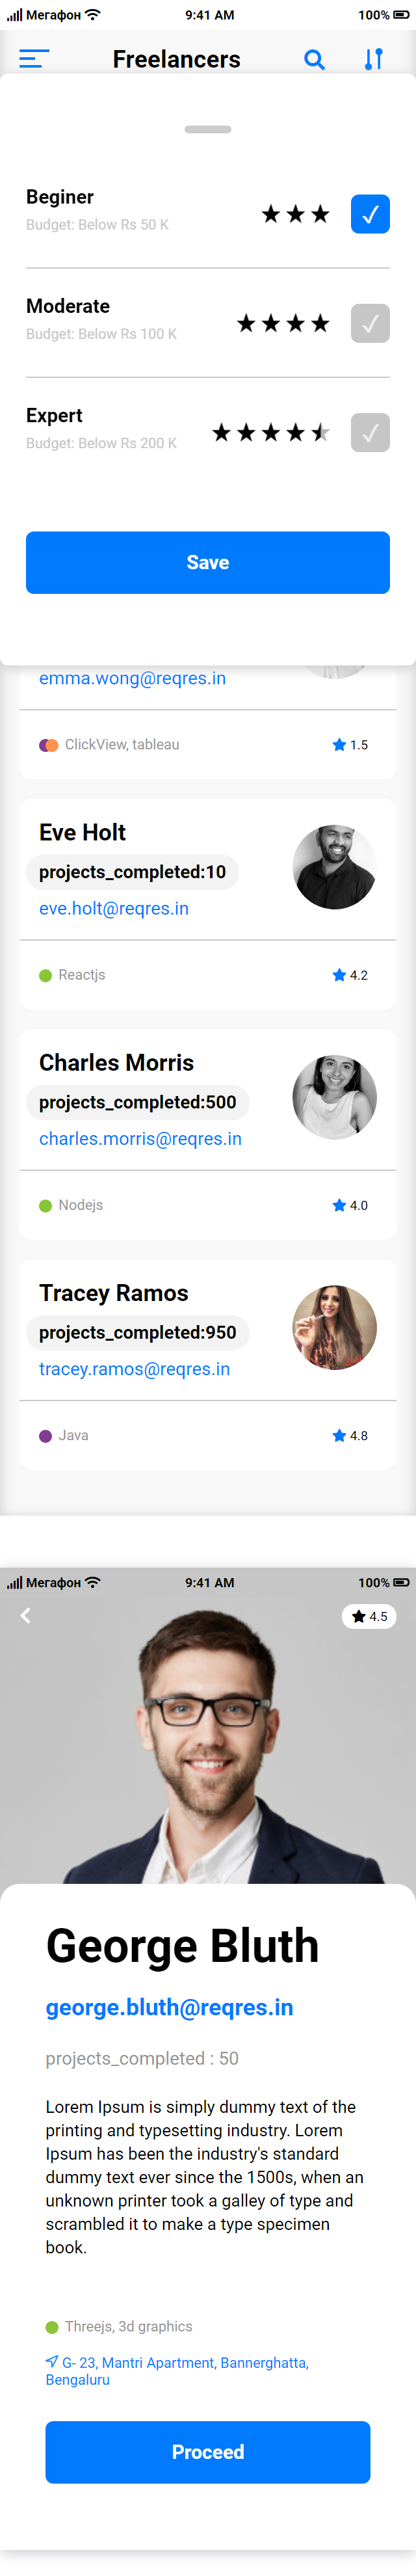 Мегафон 9:41 AM 100%
Freelancers
Beginer
Budget: Below Rs 50 K
Moderate
Budget: Below Rs 100 K
Expert
Budget: Below Rs 200 K
Save
emma.wong@reqres.in
ClickView, tableau 1.5
Eve Holt
projects_completed:10
eve.holt@reqres.in
Reactjs 4.2
Charles Morris
projects_completed:500
charles.morris@reqres.in
Nodejs 4.0
Tracey Ramos
projects_completed:950
tracey.ramos@reqres.in
Java 4.8
Мегафон 9:41 AM 100%
4.5
George Bluth
george.bluth@reqres.in
projects_completed : 50
Lorem Ipsum is simply dummy text of the
printing and typesetting industry. Lorem
Ipsum has been the industry's standard
dummy text ever since the 1500s, when an
unknown printer took a galley of type and
scrambled it to make a type specimen
book.
Threejs, 3d graphics
G- 23, Mantri Apartment, Bannerghatta,
Bengaluru
Proceed